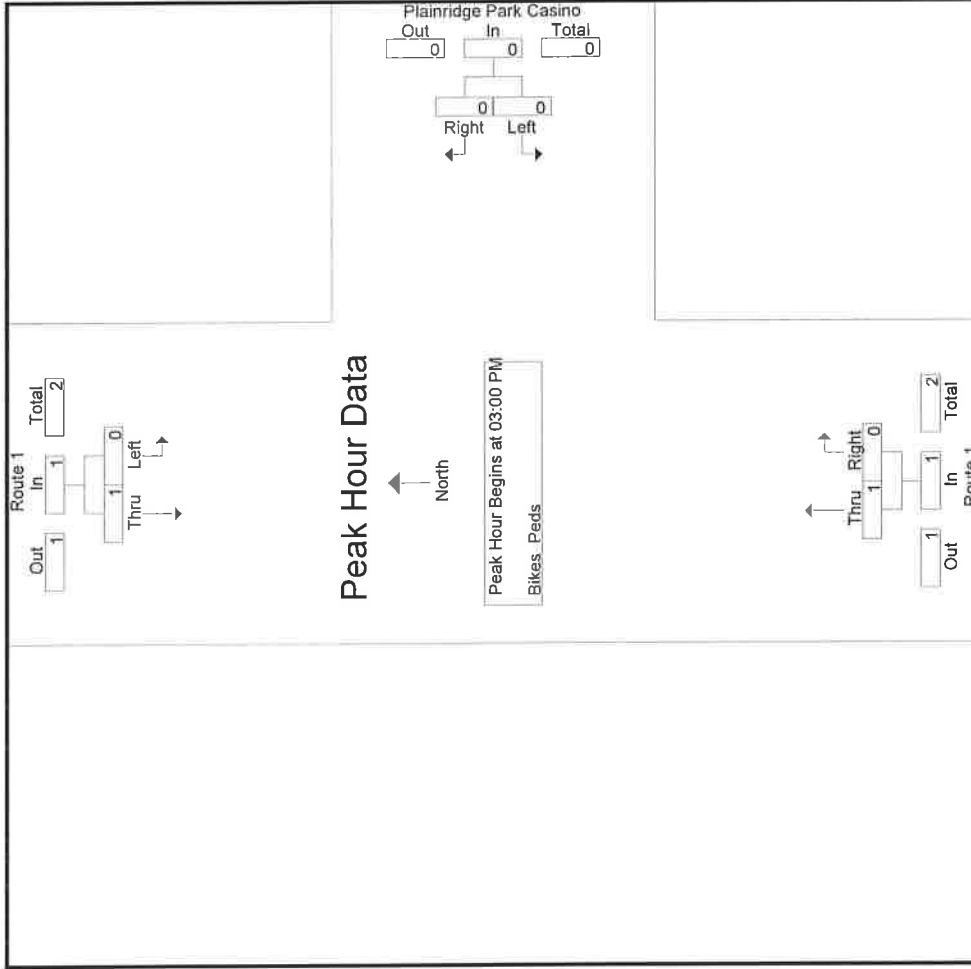 Plainridge Park Casino
Out In Total
0 0 0
0 0
Right Left
Route 1
Out In Total
1 1 2
1 0
Thru Left
Peak Hour Data
North
Peak Hour Begins at 03:00 PM
Bikes Peds
Thru Right
1 0
1 1 2
Out In Total
Route 1